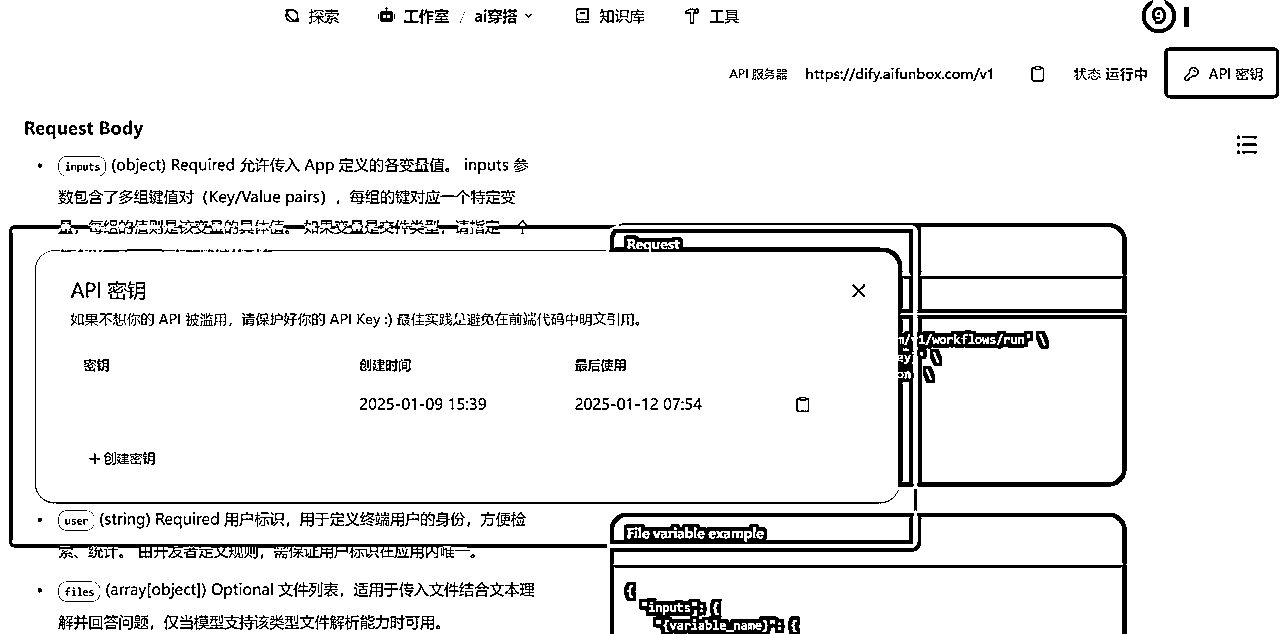 探索 工作室 / ai穿搭 知识库 工具
API 服务器 https://dify.aifunbox.com/v1 状态 运行中 API 密钥
Request Body
• inputs (object) Required 允许传入 App 定义的各变量值。 inputs 参
数包含了多组键值对（Key/Value pairs），每组的键对应一个特定变
量，每组的值则是该变量的具体值。 如果变量是文件类型，请指定一个
Request
API 密钥
如果不想你的 API 被滥用，请保护好你的 API Key :) 最佳实践是避免在前端代码中明文引用。
/v1/workflows/run' \
ey' \
on \
密钥 创建时间 最后使用
2025-01-09 15:39 2025-01-12 07:54
+ 创建密钥
• user (string) Required 用户标识，用于定义终端用户的身份，方便检
索、统计。 由开发者定义规则，需保证用户标识在应用内唯一。
• files (array[object]) Optional 文件列表，适用于传入文件结合文本理
解并回答问题，仅当模型支持该类型文件解析能力时可用。
File variable example
{
"inputs": {
"{variable_name}": {